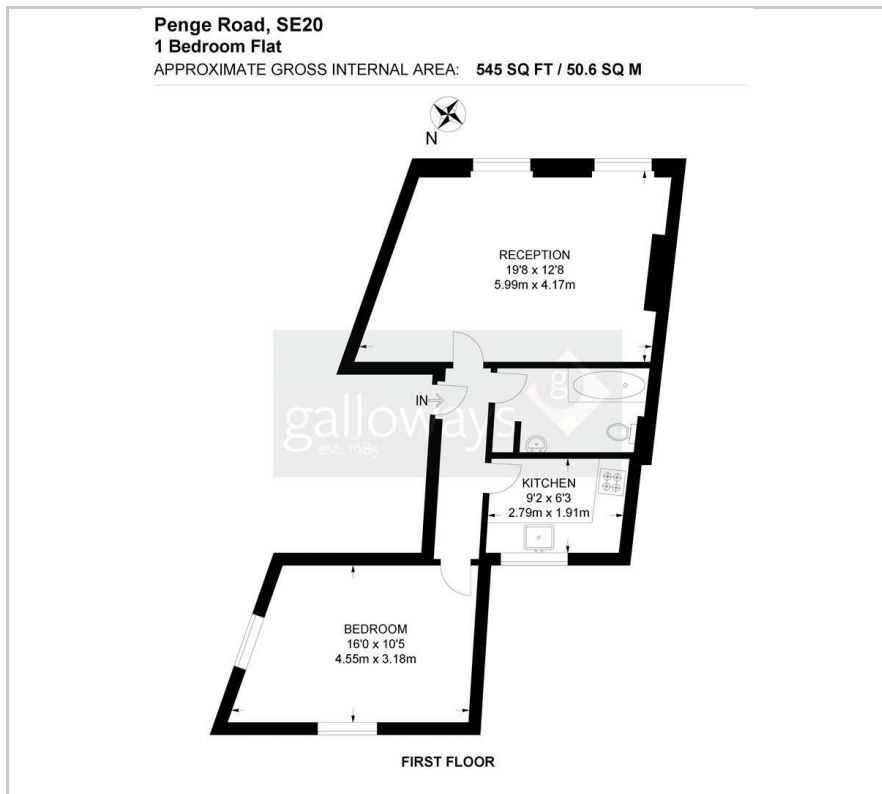 Penge Road, SE20
1 Bedroom Flat
APPROXIMATE GROSS INTERNAL AREA: 545 SQ FT / 50.6 SQ M
N
RECEPTION
19'8 x 12'8
5.99m x 4.17m
IN
g
galloways
est. 1985
KITCHEN
9'2 x 6'3
2.79m x 1.91m
BEDROOM
16'0 x 10'5
4.55m x 3.18m
FIRST FLOOR